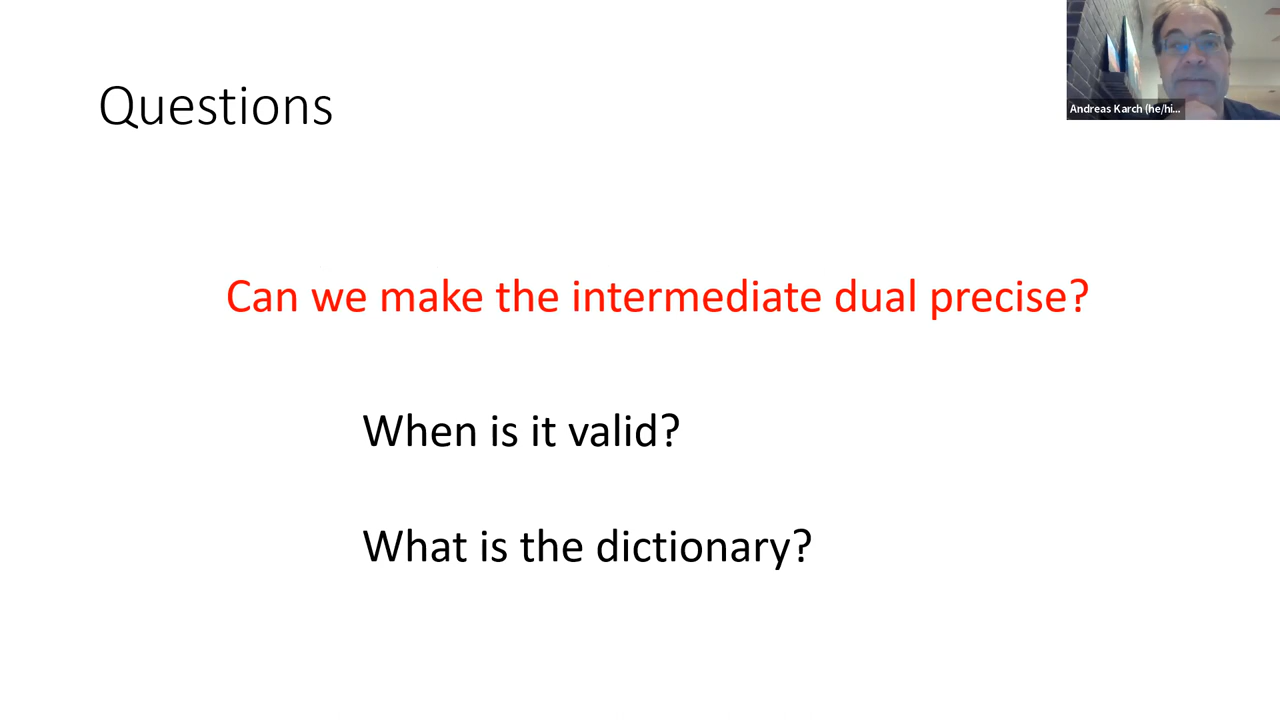 Questions
Andreas Karch (he/hi...
Can we make the intermediate dual precise?
When is it valid?
What is the dictionary?